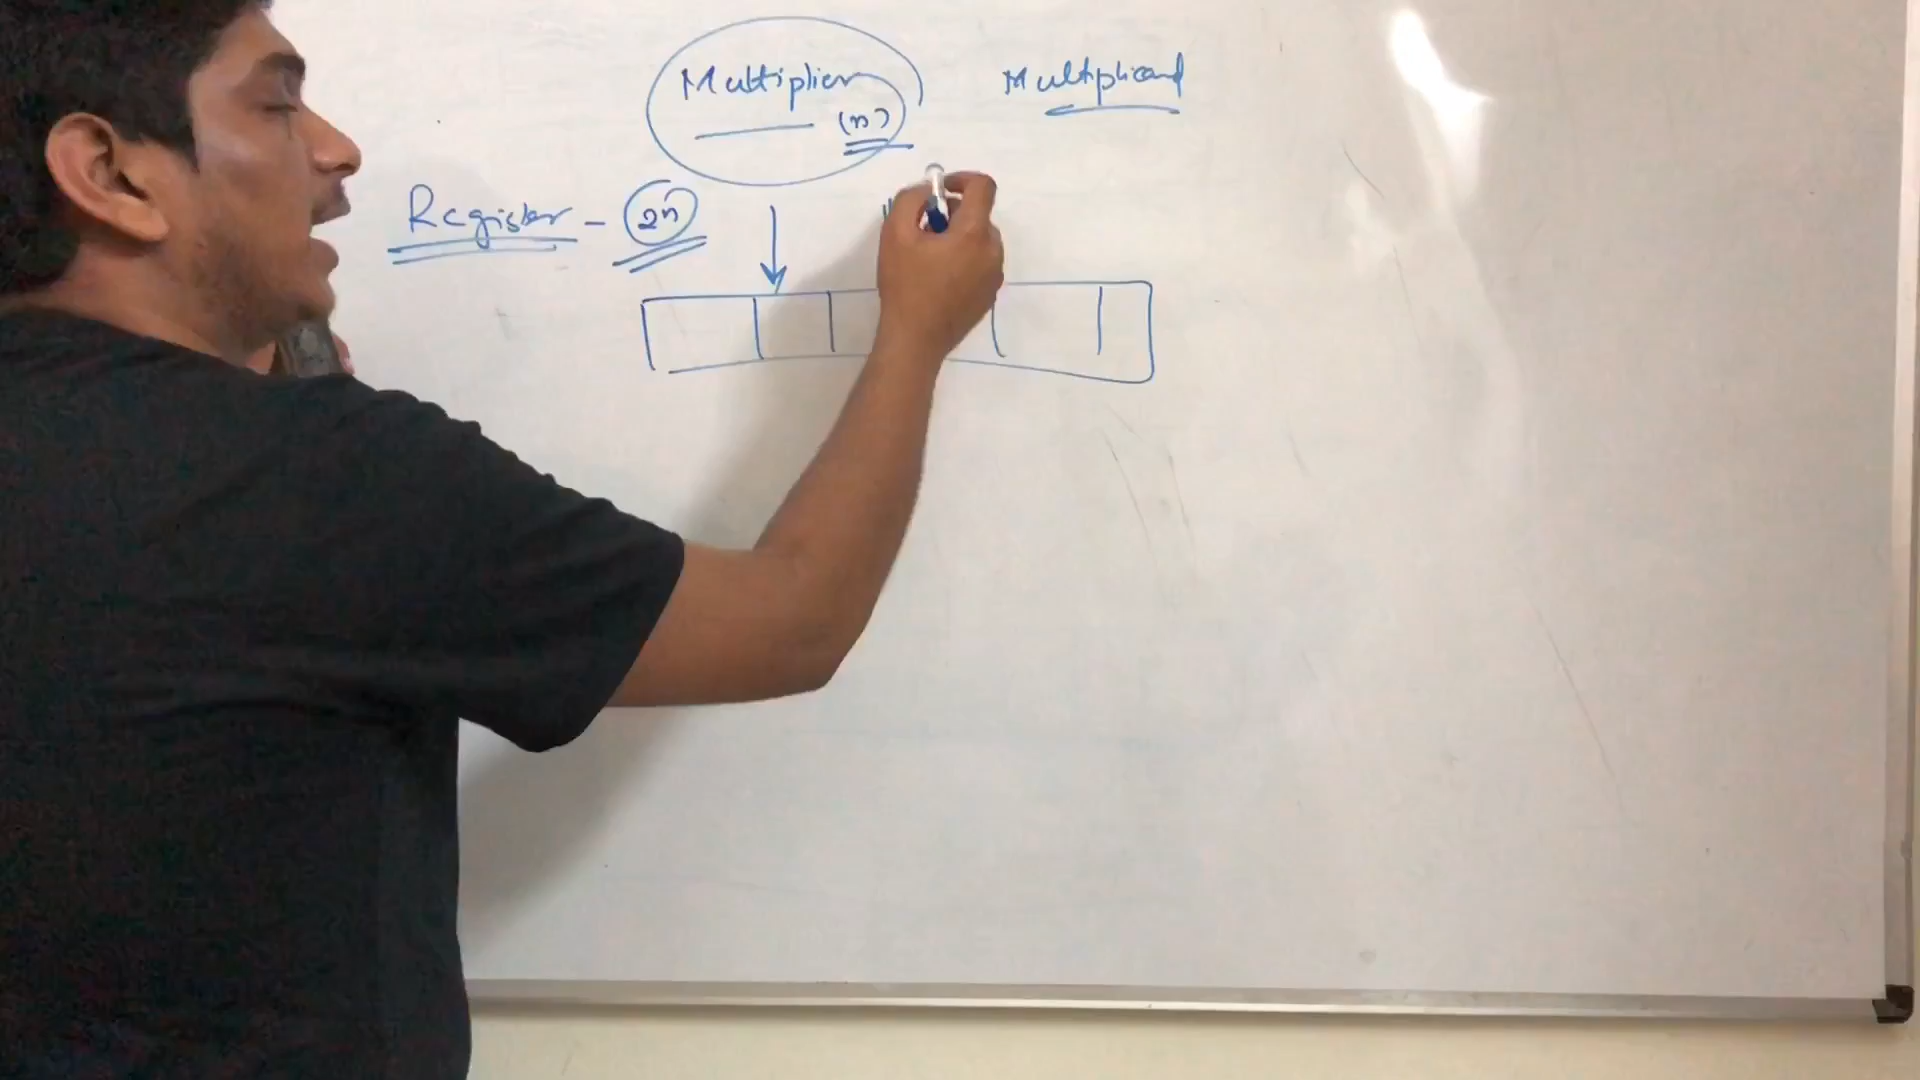 Multiplier Multiplicand
(n)
Register - 2n